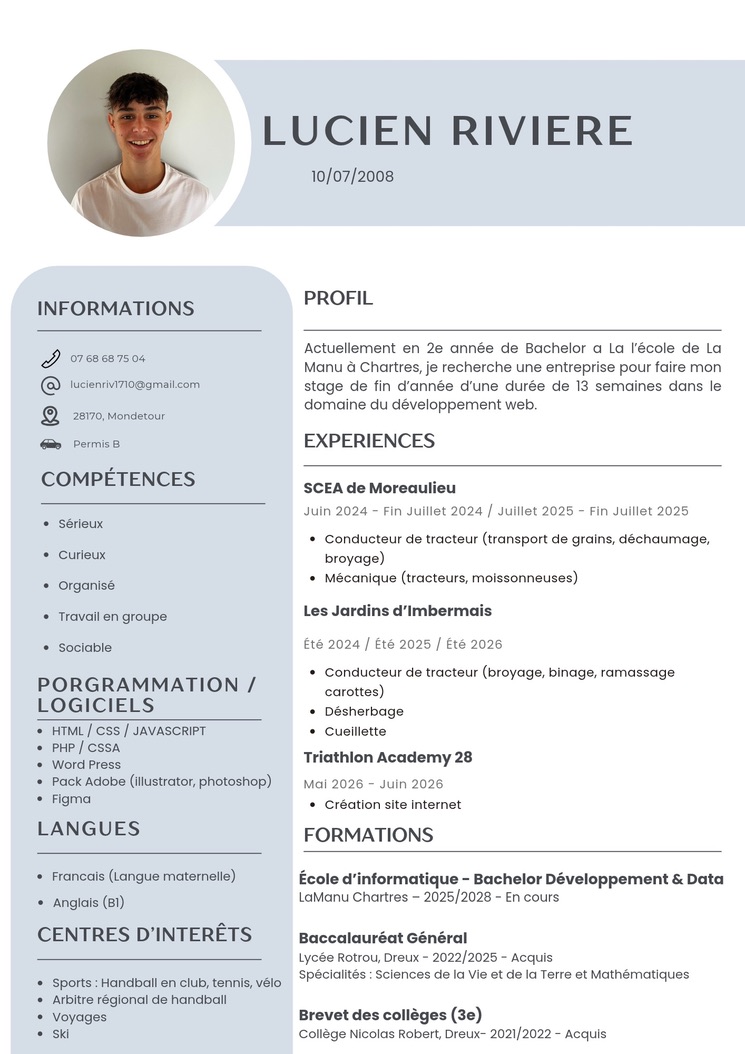 LUCIEN RIVIERE
10/07/2008
INFORMATIONS
07 68 68 75 04
lucienriv1710@gmail.com
28170, Mondetour
Permis B
COMPÉTENCES
Sérieux
Curieux
Organisé
Travail en groupe
Sociable
PORGRAMMATION /
LOGICIELS
HTML / CSS / JAVASCRIPT
PHP / CSSA
Word Press
Pack Adobe (illustrator, photoshop)
Figma
LANGUES
Francais (Langue maternelle)
Anglais (B1)
CENTRES D'INTERÊTS
Sports : Handball en club, tennis, vélo
Arbitre régional de handball
Voyages
Ski
PROFIL
Actuellement en 2e année de Bachelor a La l'école de La
Manu à Chartres, je recherche une entreprise pour faire mon
stage de fin d'année d'une durée de 13 semaines dans le
domaine du développement web.
EXPERIENCES
SCEA de Moreaulieu
Juin 2024 - Fin Juillet 2024 / Juillet 2025 - Fin Juillet 2025
Conducteur de tracteur (transport de grains, déchaumage,
broyage)
Mécanique (tracteurs, moissonneuses)
Les Jardins d'Imbermais
Été 2024 / Été 2025 / Été 2026
Conducteur de tracteur (broyage, binage, ramassage
carottes)
Désherbage
Cueillette
Triathlon Academy 28
Mai 2026 - Juin 2026
Création site internet
FORMATIONS
École d'informatique - Bachelor Développement & Data
LaManu Chartres – 2025/2028 - En cours
Baccalauréat Général
Lycée Rotrou, Dreux - 2022/2025 - Acquis
Spécialités : Sciences de la Vie et de la Terre et Mathématiques
Brevet des collèges (3e)
Collège Nicolas Robert, Dreux- 2021/2022 - Acquis